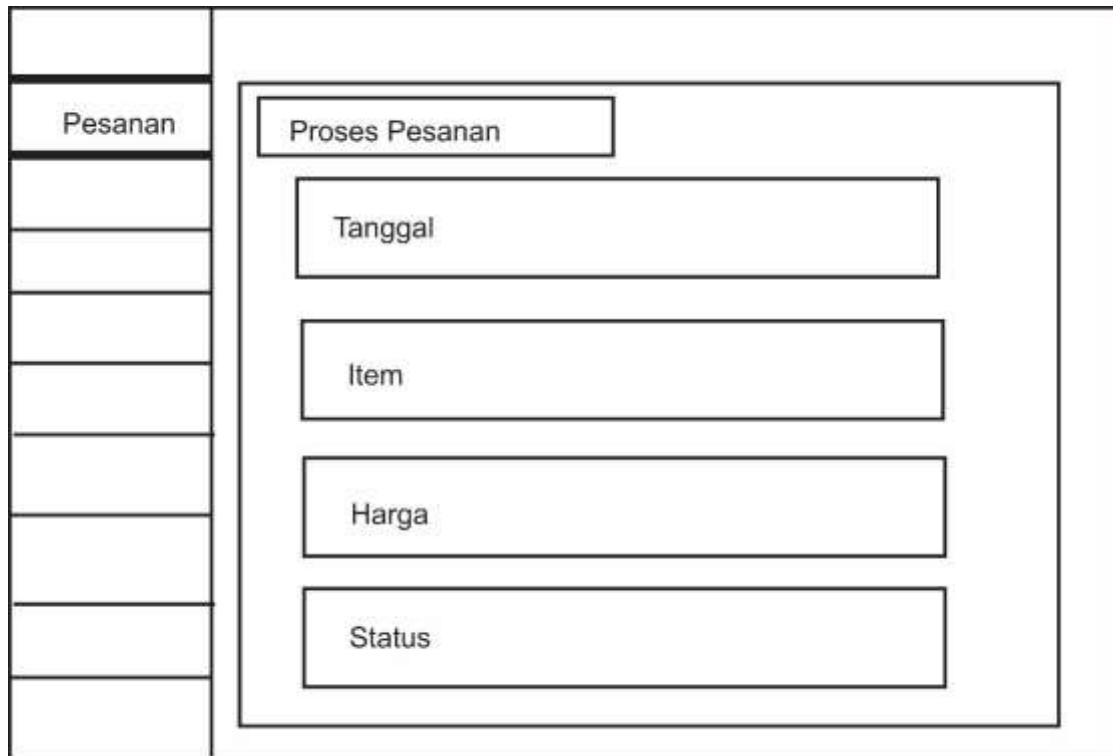 Pesanan
Proses Pesanan
Tanggal
Item
Harga
Status